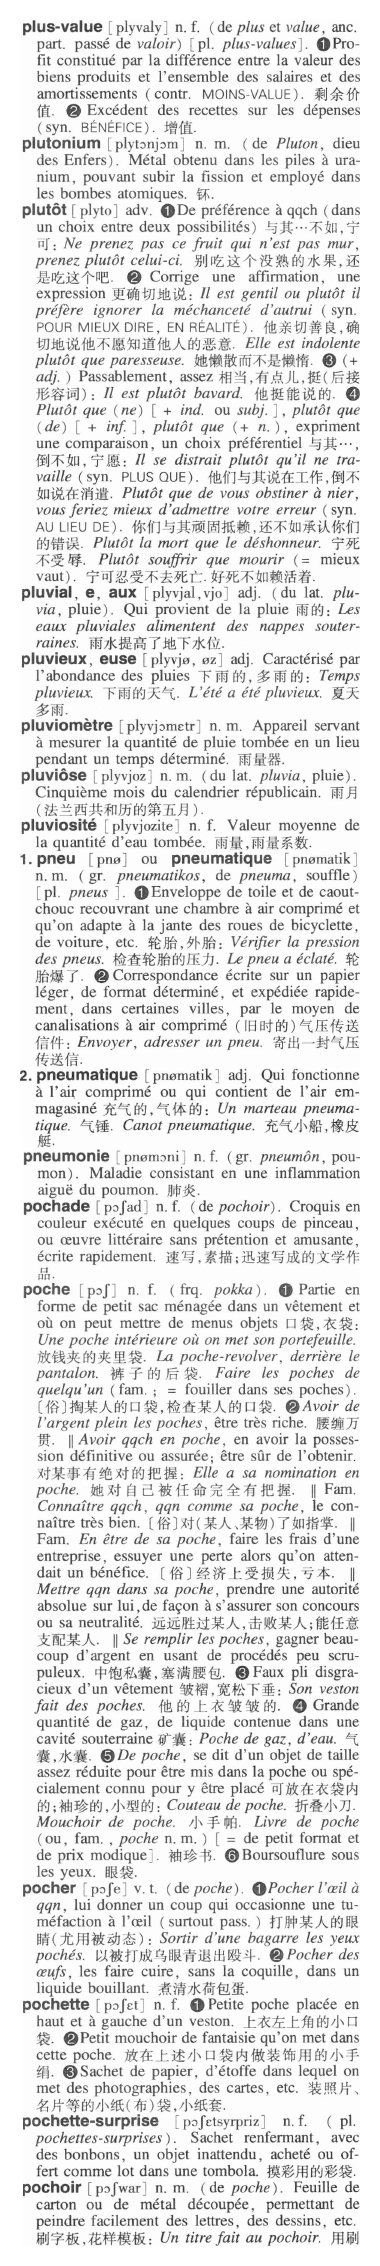 plus-value [plyvaly] n. f. (de plus et value, anc.
part. passé de valoir) [pl. plus-values]. ❶Pro-
fit constitué par la différence entre la valeur des
biens produits et l'ensemble des salaires et des
amortissements (contr. MOINS-VALUE). 剩余价
值. ❷ Excédent des recettes sur les dépenses
(syn. BÉNÉFICE). 增值.
plutonium [plytɔnjɔm] n. m. (de Pluton, dieu
des Enfers). Métal obtenu dans les piles à ura-
nium, pouvant subir la fission et employé dans
les bombes atomiques. 钚.
plutôt [plyto] adv. ❶De préférence à qqch (dans
un choix entre deux possibilités) 与其…不如,宁
可: Ne prenez pas ce fruit qui n'est pas mur,
prenez plutôt celui-ci. 别吃这个没熟的水果,还
是吃这个吧. ❷ Corrige une affirmation, une
expression 更确切地说: Il est gentil ou plutôt il
préfère ignorer la méchanceté d'autrui (syn.
POUR MIEUX DIRE, EN RÉALITÉ). 他亲切善良,确
切地说他不愿知道他人的恶意. Elle est indolente
plutôt que paresseuse. 她懒散而不是懒惰. ❸ (+
adj.) Passablement, assez 相当,有点儿,挺(后接
形容词): Il est plutôt bavard. 他挺能说的. ❹
Plutôt que (ne) [ + ind. ou subj.], plutôt que
(de) [ + inf.], plutôt que (+ n.), expriment
une comparaison, un choix préférentiel 与其…,
倒不如,宁愿: Il se distrait plutôt qu'il ne tra-
vaille (syn. PLUS QUE). 他们与其说在工作,倒不
如说在消遣. Plutôt que de vous obstiner à nier,
vous feriez mieux d'admettre votre erreur (syn.
AU LIEU DE). 你们与其顽固抵赖,还不如承认你们
的错误. Plutôt la mort que le déshonneur. 宁死
不受辱. Plutôt souffrir que mourir (= mieux
vaut). 宁可忍受不去死亡. 好死不如赖活着.
pluvial, e, aux [plyvjal,vjo] adj. (du lat. plu-
via, pluie). Qui provient de la pluie 雨的: Les
eaux pluviales alimentent des nappes souter-
raines. 雨水提高了地下水位.
pluvieux, euse [plyvjø, øz] adj. Caractérisé par
l'abondance des pluies 下雨的,多雨的: Temps
pluvieux. 下雨的天气. L'été a été pluvieux. 夏天
多雨.
pluviomètre [plyvjɔmɛtr] n. m. Appareil servant
à mesurer la quantité de pluie tombée en un lieu
pendant un temps déterminé. 雨量器.
pluviôse [plyvjoz] n. m. (du lat. pluvia, pluie).
Cinquième mois du calendrier républicain. 雨月
(法兰西共和历的第五月).
pluviosité [plyvjozite] n. f. Valeur moyenne de
la quantité d'eau tombée. 雨量,雨量系数.
1. pneu [pnø] ou pneumatique [pnømatik]
n. m. (gr. pneumatikos, de pneuma, souffle)
[pl. pneus ]. ❶Enveloppe de toile et de caout-
chouc recouvrant une chambre à air comprimé et
qu'on adapte à la jante des roues de bicyclette,
de voiture, etc. 轮胎,外胎: Vérifier la pression
des pneus. 检查轮胎的压力. Le pneu a éclaté. 轮
胎爆了. ❷ Correspondance écrite sur un papier
léger, de format déterminé, et expédiée rapide-
ment, dans certaines villes, par le moyen de
canalisations à air comprimé (旧时的)气压传送
信件: Envoyer, adresser un pneu. 寄出一封气压
传送信.
2. pneumatique [pnømatik] adj. Qui fonctionne
à l'air comprimé ou qui contient de l'air em-
magasiné 充气的,气体的: Un marteau pneuma-
tique. 气锤. Canot pneumatique. 充气小船,橡皮
艇.
pneumonie [pnømɔni] n. f. (gr. pneumôn, pou-
mon). Maladie consistant en une inflammation
aiguë du poumon. 肺炎.
pochade [pɔʃad] n. f. (de pochoir). Croquis en
couleur exécuté en quelques coups de pinceau,
ou œuvre littéraire sans prétention et amusante,
écrite rapidement. 速写,素描;迅速写成的文学作
品.
poche [pɔʃ] n. f. (frq. pokka). ❶ Partie en
forme de petit sac ménagée dans un vêtement et
où on peut mettre de menus objets 口袋,衣袋:
Une poche intérieure où on met son portefeuille.
放钱夹的夹里袋. La poche-revolver, derrière le
pantalon. 裤子的后袋. Faire les poches de
quelqu'un (fam.; = fouiller dans ses poches).
〔俗〕掏某人的口袋,检查某人的口袋. ❷Avoir de
l'argent plein les poches, être très riche. 腰缠万
贯. ‖ Avoir qqch en poche, en avoir la posses-
sion définitive ou assurée; être sûr de l'obtenir.
对某事有绝对的把握: Elle a sa nomination en
poche. 她对自己被任命完全有把握. ‖ Fam.
Connaître qqch, qqn comme sa poche, le con-
naître très bien. 〔俗〕对(某人、某物)了如指掌. ‖
Fam. En être de sa poche, faire les frais d'une
entreprise, essuyer une perte alors qu'on atten-
dait un bénéfice. 〔俗〕经济上受损失,亏本. ‖
Mettre qqn dans sa poche, prendre une autorité
absolue sur lui, de façon à s'assurer son concours
ou sa neutralité. 远远胜过某人,击败某人;能任意
支配某人. ‖ Se remplir les poches, gagner beau-
coup d'argent en usant de procédés peu scru-
puleux. 中饱私囊,塞满腰包. ❸Faux pli disgra-
cieux d'un vêtement 皱褶,宽松下垂: Son veston
fait des poches. 他的上衣皱皱的. ❹ Grande
quantité de gaz, de liquide contenue dans une
cavité souterraine 矿囊: Poche de gaz, d'eau. 气
囊,水囊. ❺De poche, se dit d'un objet de taille
assez réduite pour être mis dans la poche ou spé-
cialement connu pour y être placé 可放在衣袋内
的;袖珍的,小型的: Couteau de poche. 折叠小刀.
Mouchoir de poche. 小手帕. Livre de poche
(ou, fam., poche n. m.) [ = de petit format et
de prix modique]. 袖珍书. ❻Boursouflure sous
les yeux. 眼袋.
pocher [pɔʃe] v. t. (de poche). ❶Pocher l'œil à
qqn, lui donner un coup qui occasionne une tu-
méfaction à l'œil (surtout pass.) 打肿某人的眼
睛(尤用被动态): Sortir d'une bagarre les yeux
pochés. 以被打成乌眼青退出殴斗. ❷ Pocher des
œufs, les faire cuire, sans la coquille, dans un
liquide bouillant. 煮清水荷包蛋.
pochette [pɔʃɛt] n. f. ❶ Petite poche placée en
haut et à gauche d'un veston. 上衣左上角的小口
袋. ❷Petit mouchoir de fantaisie qu'on met dans
cette poche. 放在上述小口袋内做装饰用的小手
绢. ❸Sachet de papier, d'étoffe dans lequel on
met des photographies, des cartes, etc. 装照片、
名片等的小纸(布)袋,小纸套.
pochette-surprise [pɔʃɛtsyrpriz] n. f. ( pl.
pochettes-surprises). Sachet renfermant, avec
des bonbons, un objet inattendu, acheté ou of-
fert comme lot dans une tombola. 摸彩用的彩袋.
pochoir [pɔʃwar] n. m. (de poche). Feuille de
carton ou de métal découpée, permettant de
peindre facilement des lettres, des dessins, etc.
刷字板,花样模板: Un titre fait au pochoir. 用刷